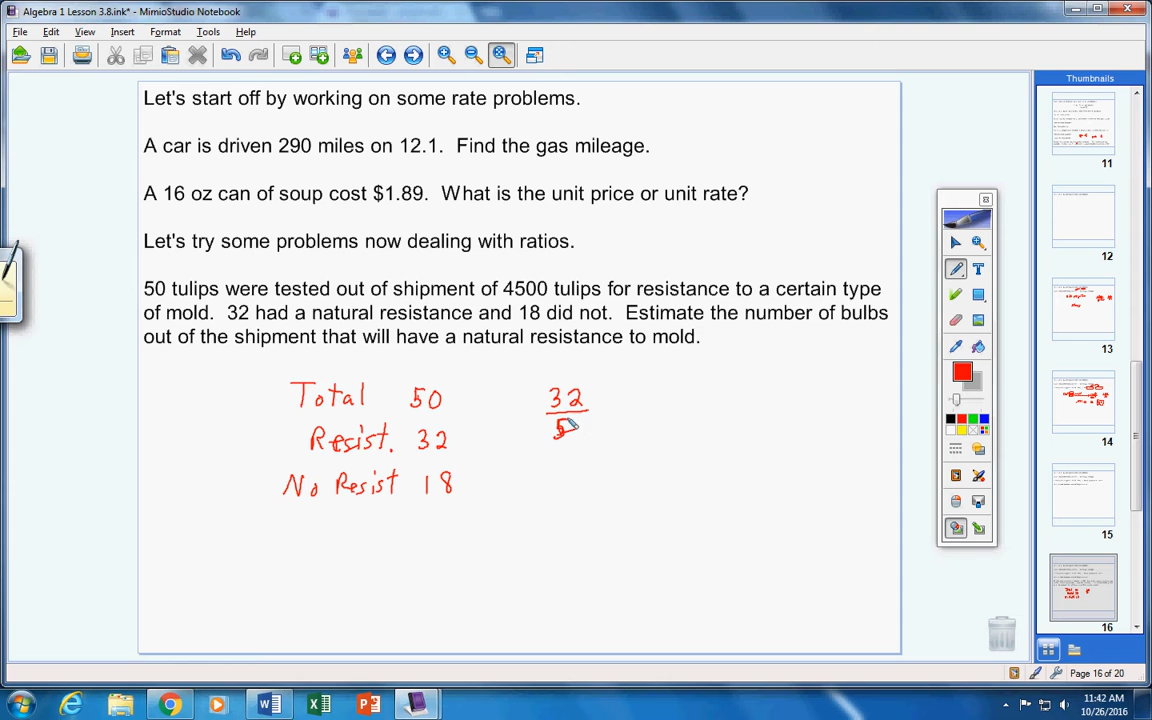 Algebra 1 Lesson 3.8.ink* - MimioStudio Notebook
File Edit View Insert Format Tools Help
Let's start off by working on some rate problems.
A car is driven 290 miles on 12.1. Find the gas mileage.
A 16 oz can of soup cost $1.89. What is the unit price or unit rate?
Let's try some problems now dealing with ratios.
50 tulips were tested out of shipment of 4500 tulips for resistance to a certain type
of mold. 32 had a natural resistance and 18 did not. Estimate the number of bulbs
out of the shipment that will have a natural resistance to mold.
Total 50
Resist. 32
No Resist 18
32
5
Thumbnails
11
12
13
14
15
16
Page 16 of 20
11:42 AM
10/26/2016